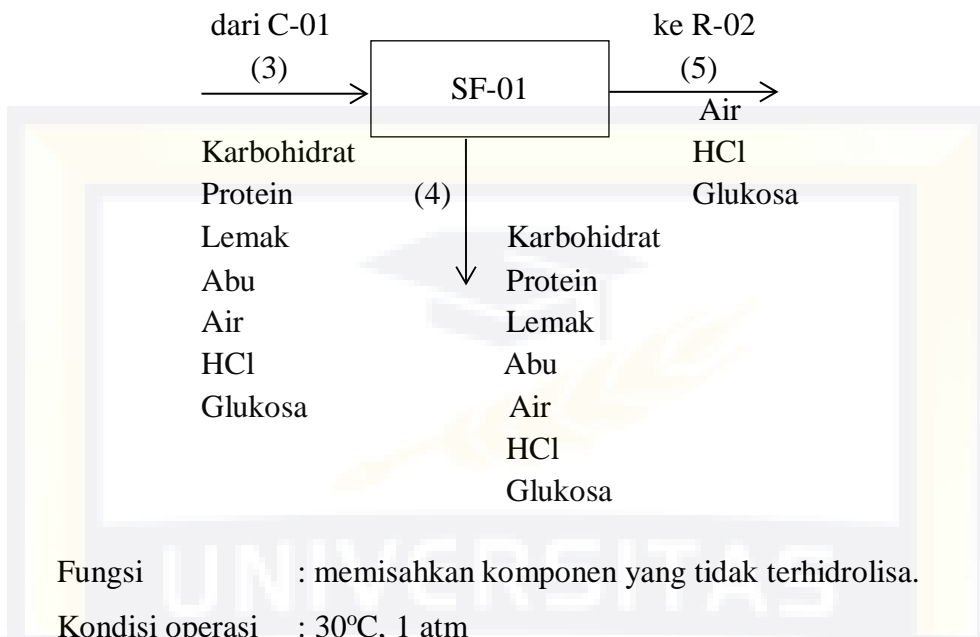 dari C-01
ke R-02
(3)
SF-01
(5)
Air
HCl
Glukosa
Karbohidrat
Protein
Lemak
Abu
Air
HCl
Glukosa
(4)
Karbohidrat
Protein
Lemak
Abu
Air
HCl
Glukosa
Fungsi : memisahkan komponen yang tidak terhidrolisa.
Kondisi operasi : 30°C, 1 atm
UNIVERSITAS